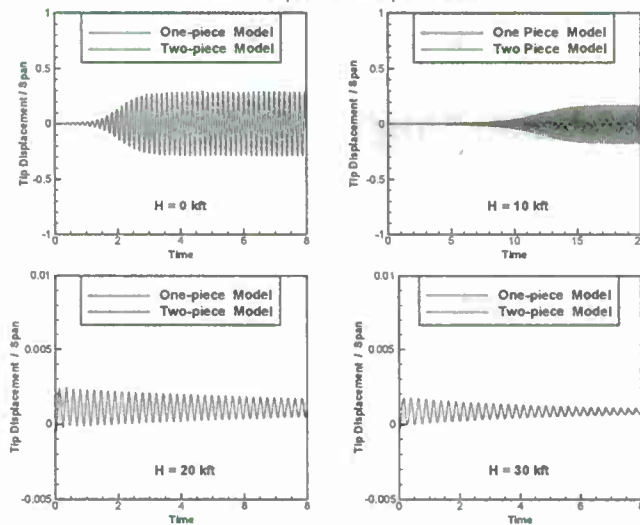 One-piece Model
Two-piece Model
Tip Displacement / Span
1
0.5
0
-0.5
-1
H = 0 kft
0 2 4 6 8
Time
One Piece Model
Two Piece Model
Tip Displacement / Span
1
0.5
0
-0.5
-1
H = 10 kft
0 5 10 15 20
Time
One-piece Model
Two-piece Model
Tip Displacement / Span
0.01
0.005
0
-0.005
H = 20 kft
0 2 4 6 8
Time
One-piece Model
Two-piece Model
Tip Displacement / Span
0.01
0.005
0
-0.005
H = 30 kft
0 2 4 6 8
Time